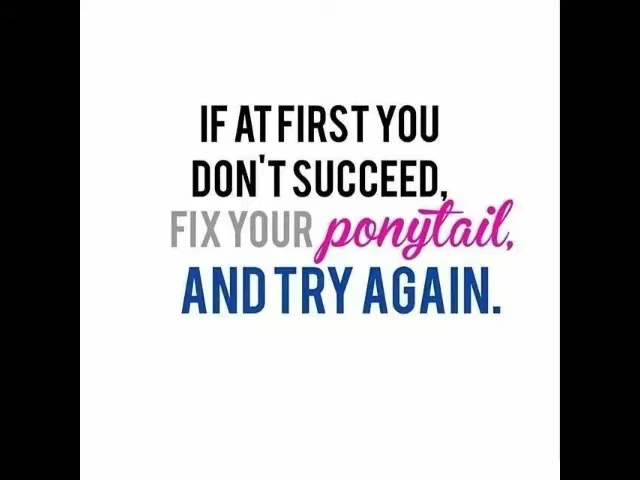 IF AT FIRST YOU
DON'T SUCCEED,
FIX YOUR ponytail,
AND TRY AGAIN.